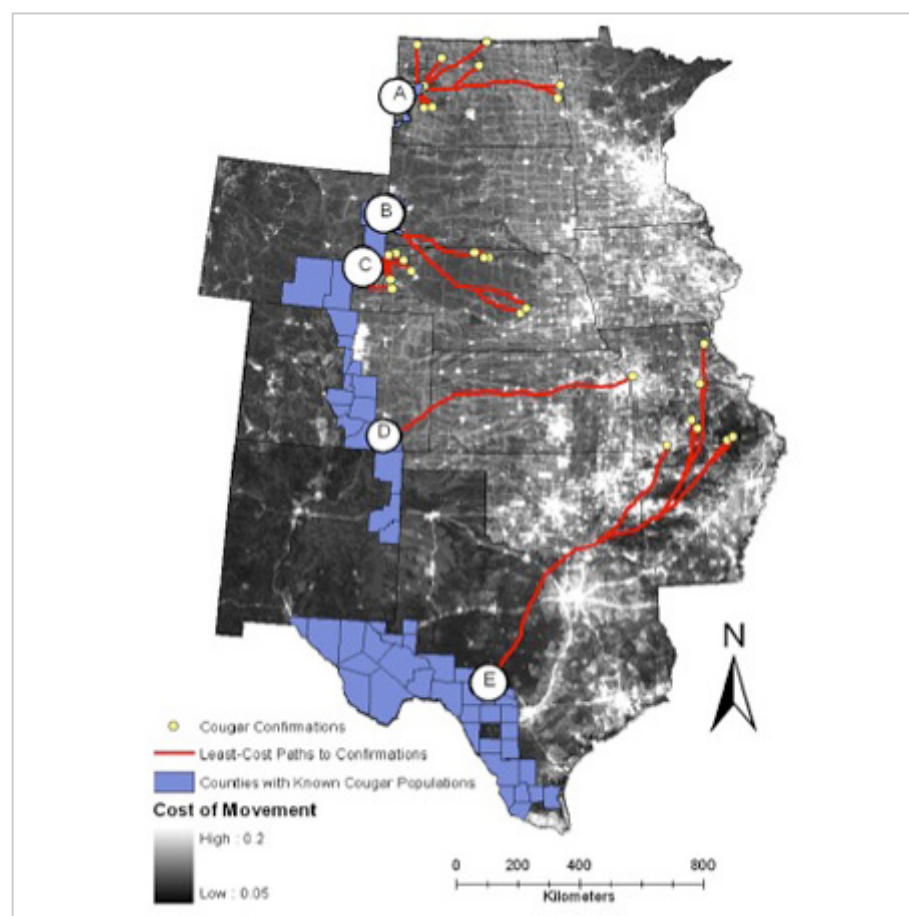 A
B
C
D
E
N
Cougar Confirmations
Least-Cost Paths to Confirmations
Counties with Known Cougar Populations
Cost of Movement
High : 0.2
Low : 0.05
0 200 400 800
Kilometers